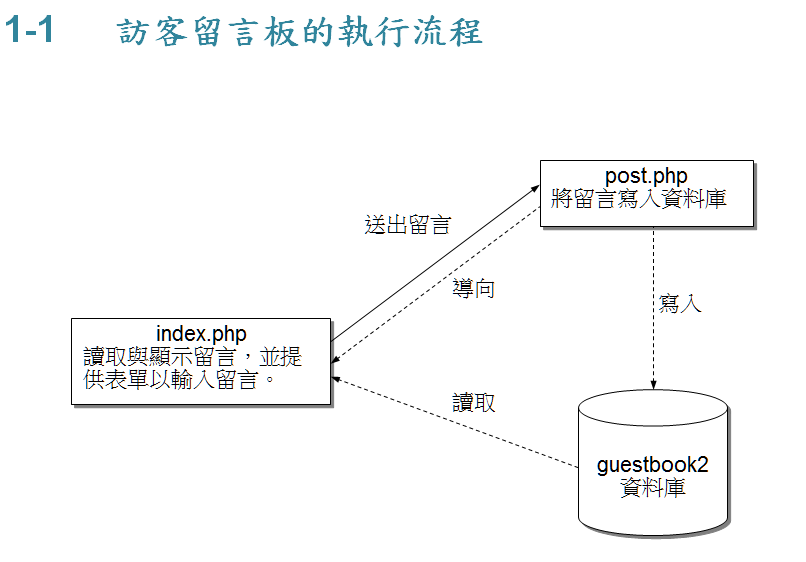 1-1 訪客留言板的執行流程
post.php
將留言寫入資料庫
送出留言
導向
寫入
index.php
讀取與顯示留言，並提
供表單以輸入留言。
讀取
guestbook2
資料庫